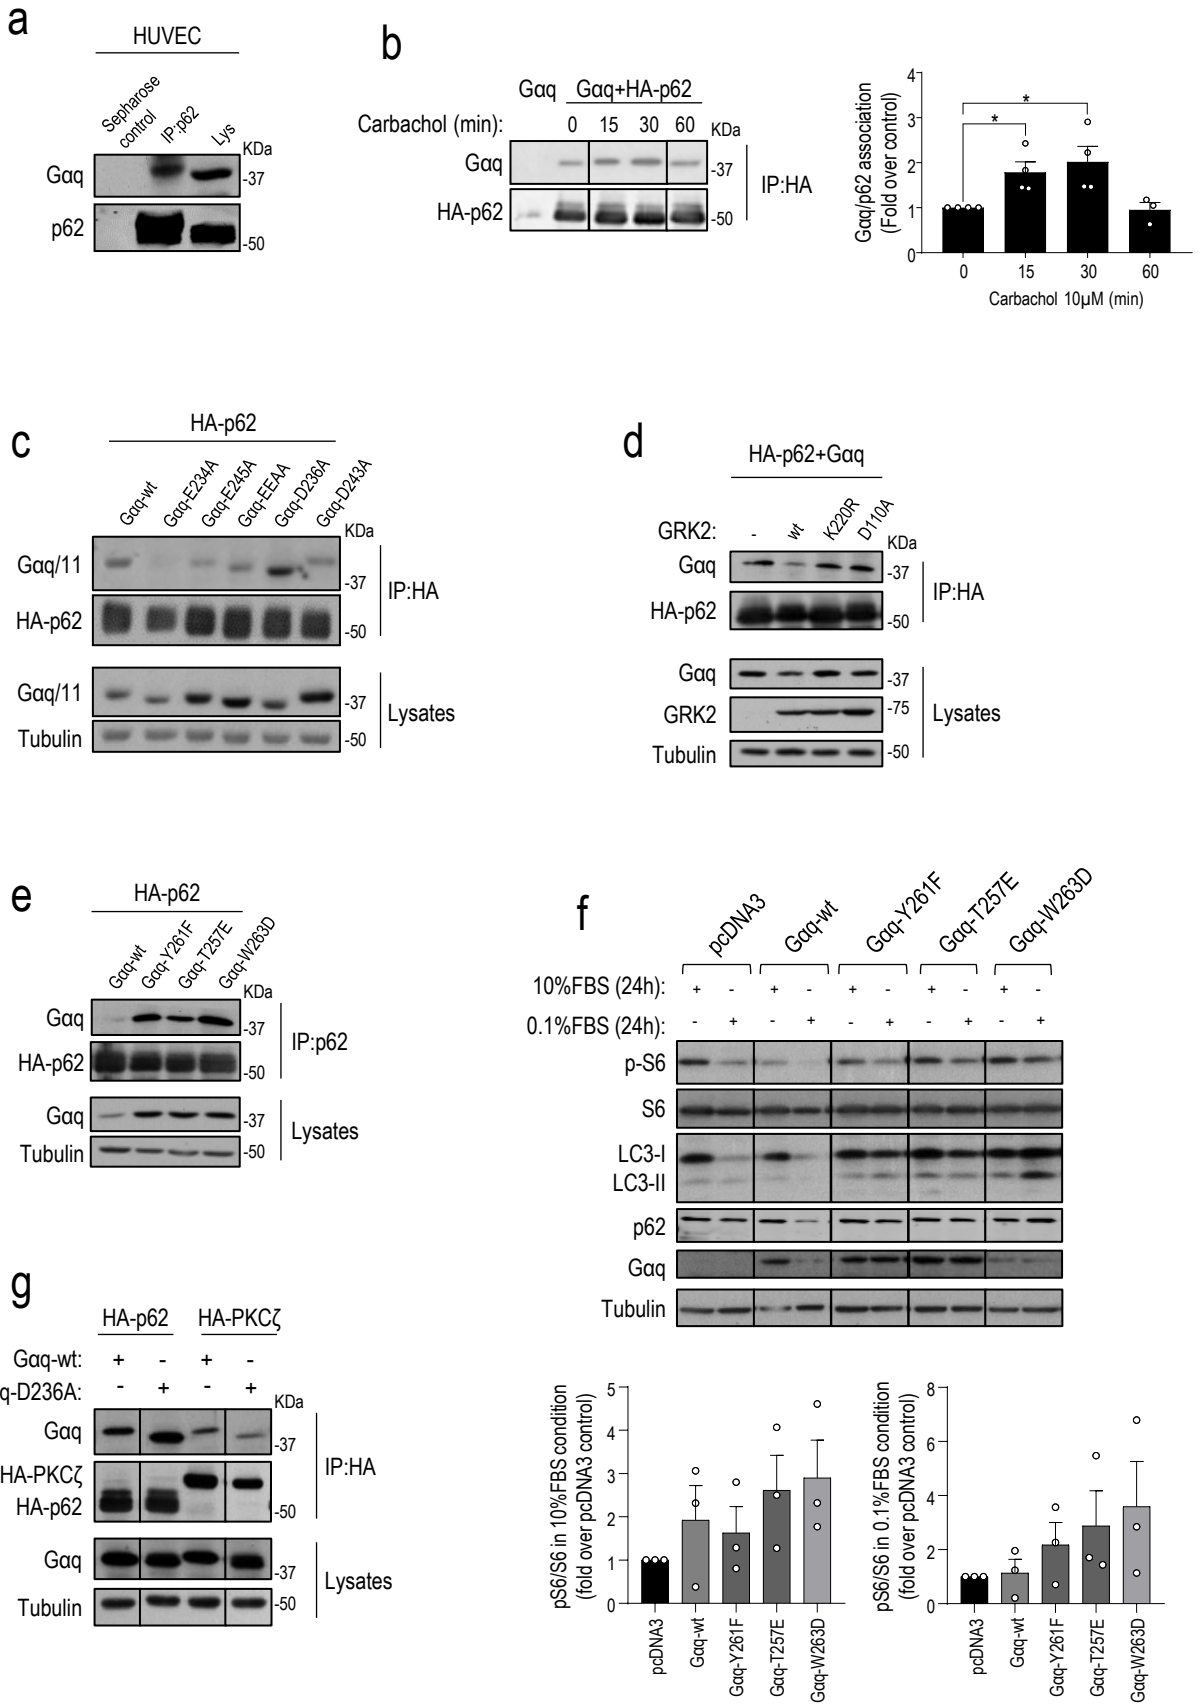 a
HUVEC
Sepharose
control
IP:p62
Lys
KDa
Gαq
-37
p62
-50
b
Gαq
Gαq+HA-p62
Carbachol (min):
0
15
30
60
KDa
Gαq
-37
HA-p62
-50
IP:HA
Gαq/p62 association
(Fold over control)
4
3
2
1
0
*
*
0
15
30
60
Carbachol 10µM (min)
c
HA-p62
Gαq-wt
Gαq-E234A
Gαq-E245A
Gαq-EEAA
Gαq-D236A
Gαq-D243A
KDa
Gαq/11
-37
HA-p62
-50
IP:HA
Gαq/11
-37
Tubulin
-50
Lysates
d
HA-p62+Gαq
GRK2:
-
wt
K220R
D110A
KDa
Gαq
-37
HA-p62
-50
IP:HA
Gαq
-37
GRK2
-75
Tubulin
-50
Lysates
e
HA-p62
Gαq-wt
Gαq-Y261F
Gαq-T257E
Gαq-W263D
KDa
Gαq
-37
HA-p62
-50
IP:p62
Gαq
-37
Tubulin
-50
Lysates
f
pcDNA3
Gαq-wt
Gαq-Y261F
Gαq-T257E
Gαq-W263D
10%FBS (24h): + - + - + - + - + -
0.1%FBS (24h): - + - + - + - + - +
p-S6
S6
LC3-I
LC3-II
p62
Gαq
Tubulin
pS6/S6 in 10%FBS condition
(fold over pcDNA3 control)
5
4
3
2
1
0
pcDNA3
Gαq-wt
Gαq-Y261F
Gαq-T257E
Gαq-W263D
pS6/S6 in 0.1%FBS condition
(fold over pcDNA3 control)
8
6
4
2
0
pcDNA3
Gαq-wt
Gαq-Y261F
Gαq-T257E
Gαq-W263D
g
HA-p62
HA-PKCζ
Gαq-wt: + - + -
q-D236A: - + - +
KDa
Gαq
-37
HA-PKCζ
HA-p62
-50
IP:HA
Gαq
-37
Tubulin
-50
Lysates